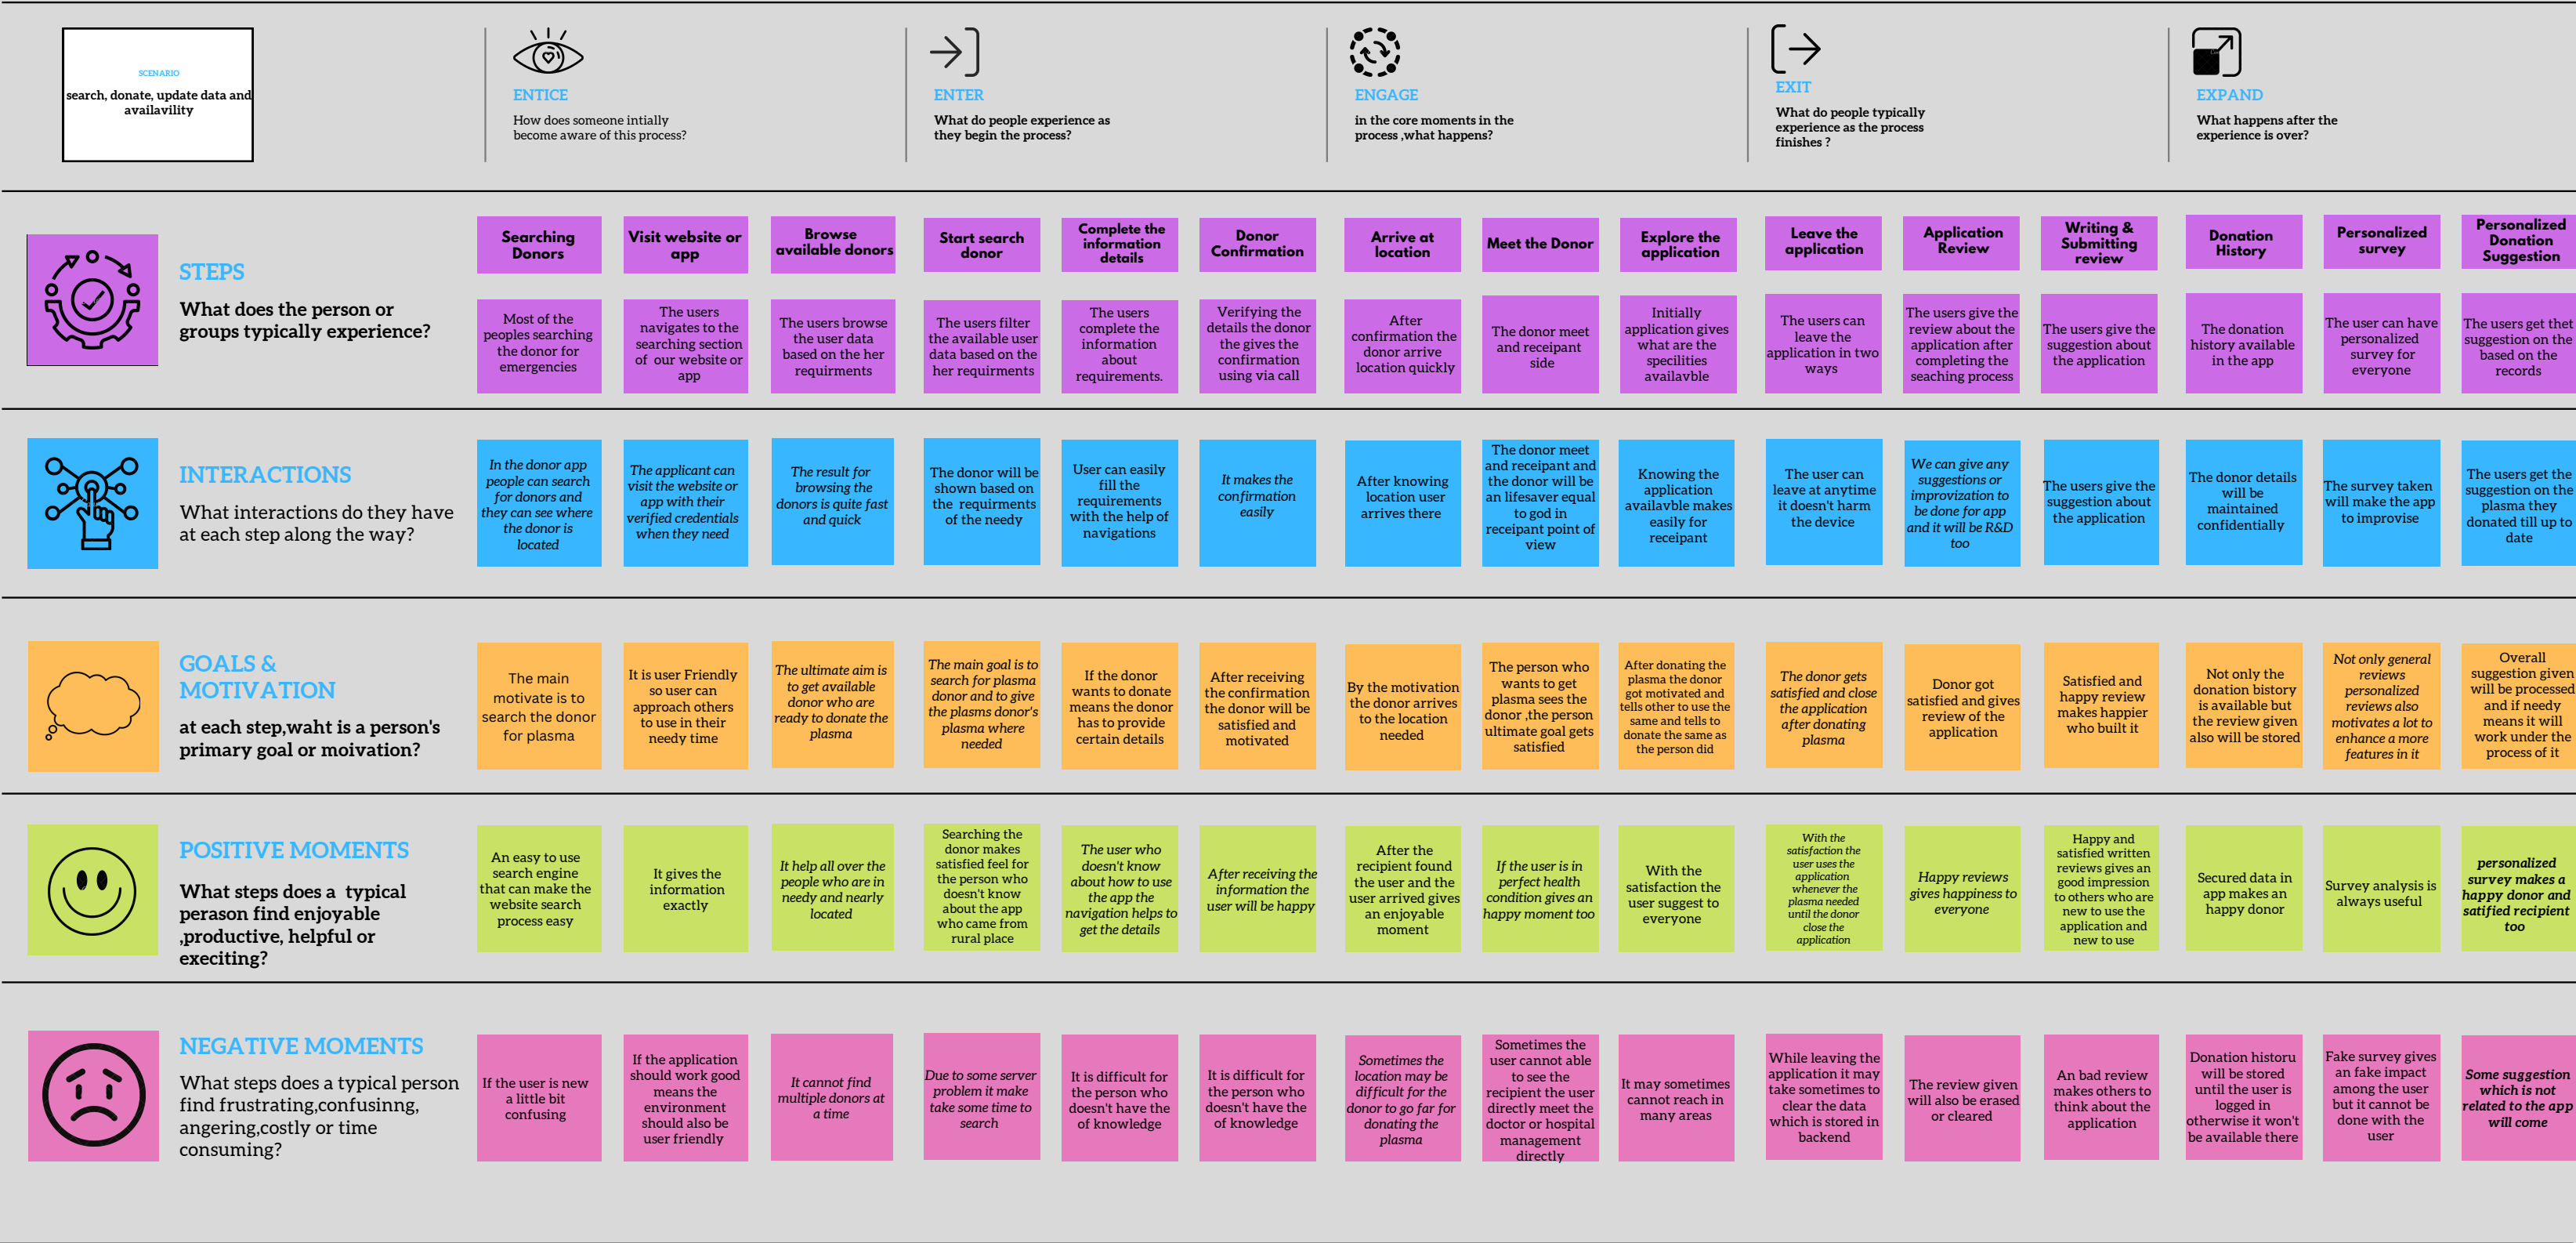 SCENARIO
search, donate, update data and
availavility
ENTICE
How does someone intially
become aware of this process?
ENTER
What do people experience as
they begin the process?
ENGAGE
in the core moments in the
process ,what happens?
EXIT
What do people typically
experience as the process
finishes ?
EXPAND
What happens after the
experience is over?
STEPS
What does the person or
groups typically experience?
Searching
Donors
Visit website or
app
Browse
available donors
Start search
donor
Complete the
information
details
Donor
Confirmation
Arrive at
location
Meet the Donor
Explore the
application
Leave the
application
Application
Review
Writing &
Submitting
review
Donation
History
Personalized
survey
Personalized
Donation
Suggestion
Most of the
peoples searching
the donor for
emergencies
The users
navigates to the
searching section
of our website or
app
The users browse
the user data
based on the her
requirments
The users filter
the available user
data based on the
her requirments
The users
complete the
information
about
requirements.
Verifying the
details the donor
the gives the
confirmation
using via call
After
confirmation the
donor arrive
location quickly
The donor meet
and receipant
side
Initially
application gives
what are the
specilities
availavble
The users can
leave the
application in two
ways
The users give the
review about the
application after
completing the
seaching process
The users give the
suggestion about
the application
The donation
history available
in the app
The user can have
personalized
survey for
everyone
The users get thet
suggestion on the
based on the
records
INTERACTIONS
What interactions do they have
at each step along the way?
In the donor app
people can search
for donors and
they can see where
the donor is
located
The applicant can
visit the website or
app with their
verified credentials
when they need
The result for
browsing the
donors is quite fast
and quick
The donor will be
shown based on
the requirments
of the needy
User can easily
fill the
requirements
with the help of
navigations
It makes the
confirmation
easily
After knowing
location user
arrives there
The donor meet
and receipant and
the donor will be
an lifesaver equal
to god in
receipant point of
view
Knowing the
application
availavble makes
easily for
receipant
The user can
leave at anytime
it doesn't harm
the device
We can give any
suggestions or
improvization to
be done for app
and it will be R&D
too
The users give the
suggestion about
the application
The donor details
will be
maintained
confidentially
The survey taken
will make the app
to improvise
The users get the
suggestion on the
plasma they
donated till up to
date
GOALS &
MOTIVATION
at each step,waht is a person's
primary goal or moivation?
The main
motivate is to
search the donor
for plasma
It is user Friendly
so user can
approach others
to use in their
needy time
The ultimate aim is
to get available
donor who are
ready to donate the
plasma
The main goal is to
search for plasma
donor and to give
the plasms donor's
plasma where
needed
If the donor
wants to donate
means the donor
has to provide
certain details
After receiving
the confirmation
the donor will be
satisfied and
motivated
By the motivation
the donor arrives
to the location
needed
The person who
wants to get
plasma sees the
donor ,the person
ultimate goal gets
satisfied
After donating the
plasma the donor
got motivated and
tells other to use the
same and tells to
donate the same as
the person did
The donor gets
satisfied and close
the application
after donating
plasma
Donor got
satisfied and gives
review of the
application
Satisfied and
happy review
makes happier
who built it
Not only the
donation bistory
is available but
the review given
also will be stored
Not only general
reviews
personalized
reviews also
motivates a lot to
enhance a more
features in it
Overall
suggestion given
will be processed
and if needy
means it will
work under the
process of it
POSITIVE MOMENTS
What steps does a typical
perason find enjoyable
,productive, helpful or
execiting?
An easy to use
search engine
that can make the
website search
process easy
It gives the
information
exactly
It help all over the
people who are in
needy and nearly
located
Searching the
donor makes
satisfied feel for
the person who
doesn't know
about the app
who came from
rural place
The user who
doesn't know
about how to use
the app the
navigation helps to
get the details
After receiving the
information the
user will be happy
After the
recipient found
the user and the
user arrived gives
an enjoyable
moment
If the user is in
perfect health
condition gives an
happy moment too
With the
satisfaction the
user suggest to
everyone
With the
satisfaction the
user uses the
application
whenever the
plasma needed
until the donor
close the
application
Happy reviews
gives happiness to
everyone
Happy and
satisfied written
reviews gives an
good impression
to others who are
new to use the
application and
new to use
Secured data in
app makes an
happy donor
Survey analysis is
always useful
personalized
survey makes a
happy donor and
satified recipient
too
NEGATIVE MOMENTS
What steps does a typical person
find frustrating,confusinng,
angering,costly or time
consuming?
If the user is new
a little bit
confusing
If the application
should work good
means the
environment
should also be
user friendly
It cannot find
multiple donors at
a time
Due to some server
problem it make
take some time to
search
It is difficult for
the person who
doesn't have the
of knowledge
It is difficult for
the person who
doesn't have the
of knowledge
Sometimes the
location may be
difficult for the
donor to go far for
donating the
plasma
Sometimes the
user cannot able
to see the
recipient the user
directly meet the
doctor or hospital
management
directly
It may sometimes
cannot reach in
many areas
While leaving the
application it may
take sometimes to
clear the data
which is stored in
backend
The review given
will also be erased
or cleared
An bad review
makes others to
think about the
application
Donation historu
will be stored
until the user is
logged in
otherwise it won't
be available there
Fake survey gives
an fake impact
among the user
but it cannot be
done with the
user
Some suggestion
which is not
related to the app
will come